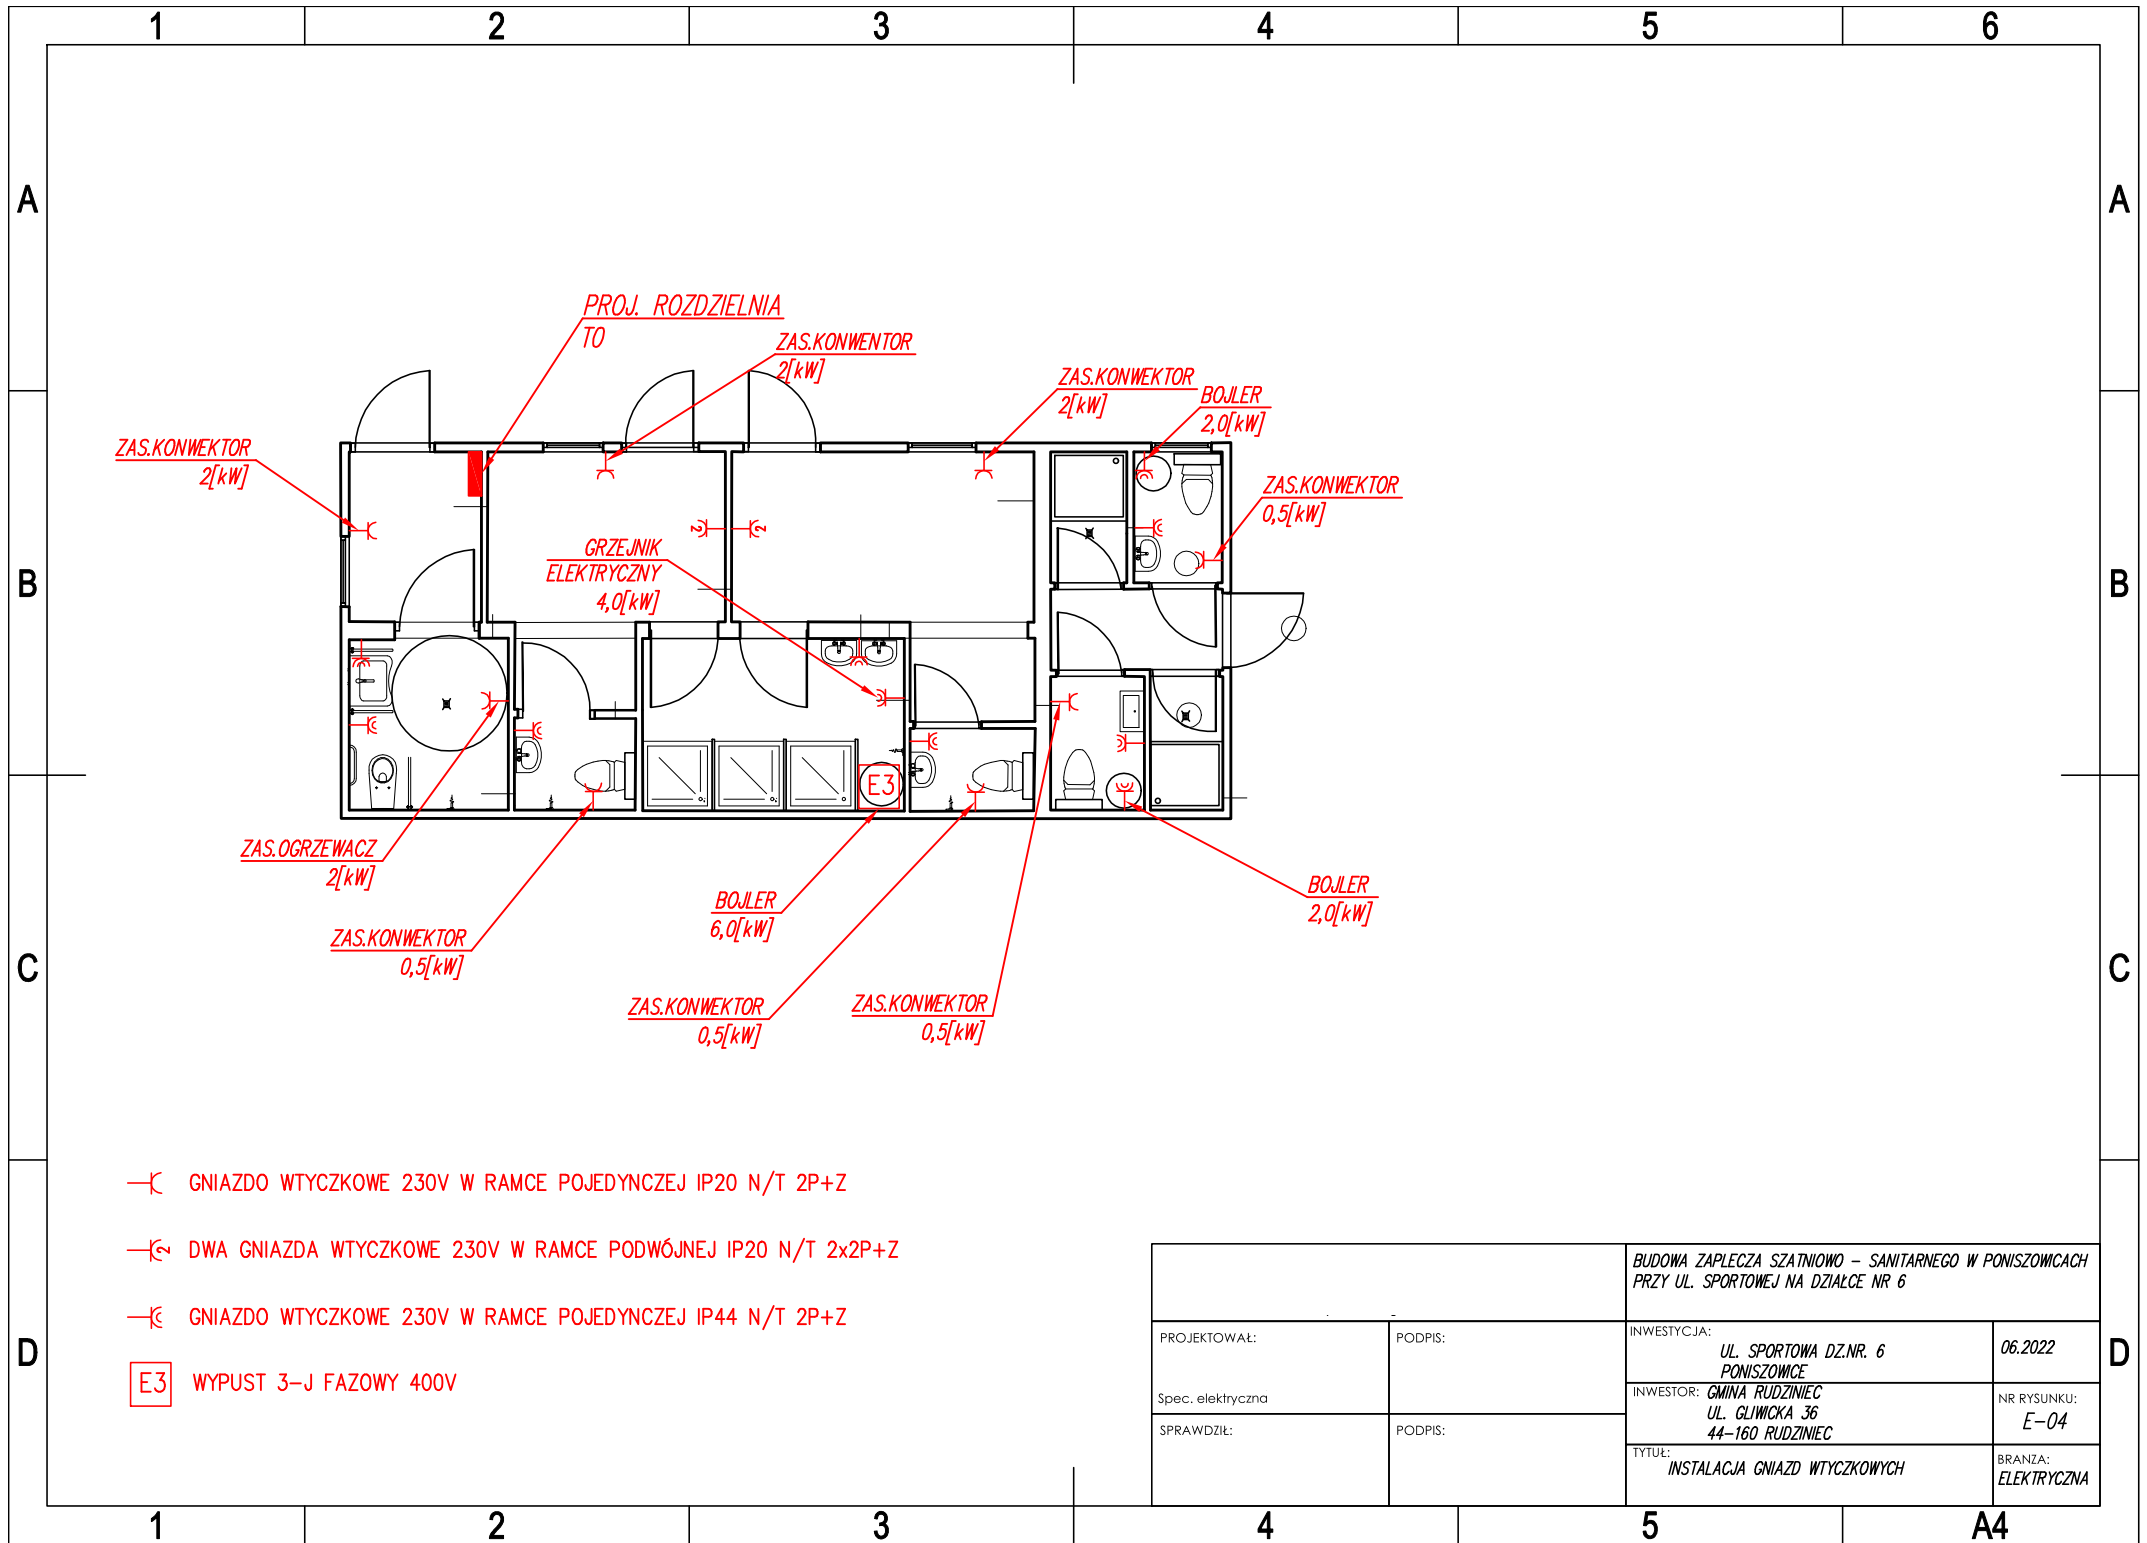 1 2 3 4 5 6
A A
PROJ. ROZDZIELNIA
TO
ZAS.KONWENTOR
2[kW]
ZAS.KONWEKTOR
2[kW]
BOJLER
2,0[kW]
ZAS.KONWEKTOR
2[kW]
ZAS.KONWEKTOR
0,5[kW]
2 2
GRZEJNIK
ELEKTRYCZNY
4,0[kW]
B B
E3
ZAS.OGRZEWACZ
2[kW]
BOJLER
6,0[kW]
BOJLER
2,0[kW]
ZAS.KONWEKTOR
0,5[kW]
C C
ZAS.KONWEKTOR
0,5[kW]
ZAS.KONWEKTOR
0,5[kW]
GNIAZDO WTYCZKOWE 230V W RAMCE POJEDYNCZEJ IP20 N/T 2P+Z
2 DWA GNIAZDA WTYCZKOWE 230V W RAMCE PODWÓJNEJ IP20 N/T 2x2P+Z
GNIAZDO WTYCZKOWE 230V W RAMCE POJEDYNCZEJ IP44 N/T 2P+Z
E3 WYPUST 3-J FAZOWY 400V
D D
BUDOWA ZAPLECZA SZATNIOWO - SANITARNEGO W PONISZOWICACH
PRZY UL. SPORTOWEJ NA DZIAŁCE NR 6
PROJEKTOWAŁ:
PODPIS:
Spec. elektryczna
SPRAWDZIŁ:
PODPIS:
INWESTYCJA:
UL. SPORTOWA DZ.NR. 6
PONISZOWICE
06.2022
INWESTOR: GMINA RUDZINIEC
UL. GLIWICKA 36
44-160 RUDZINIEC
NR RYSUNKU:
E-04
TYTUŁ:
INSTALACJA GNIAZD WTYCZKOWYCH
BRANZA:
ELEKTRYCZNA
1 2 3 4 5 A4